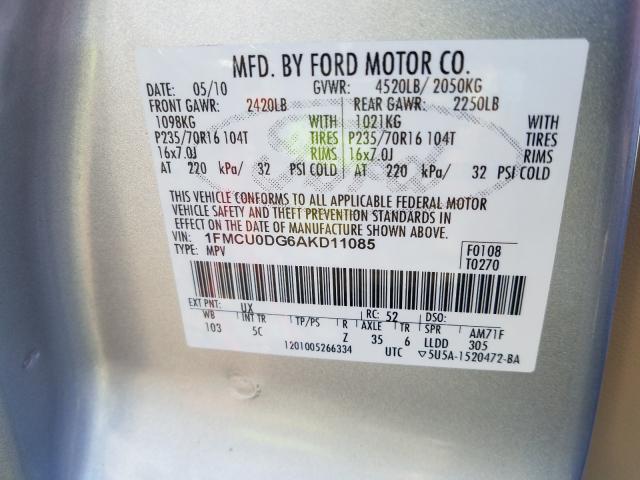 MFD. BY FORD MOTOR CO.
DATE: 05/10 GVWR: 4520LB/ 2050KG
FRONT GAWR: 2420LB REAR GAWR: 2250LB
1098KG WITH 1021KG WITH
P235/70R16 104T TIRES P235/70R16 104T TIRES
16x7.0J RIMS 16x7.0J RIMS
AT 220 kPa/ 32 PSI COLD AT 220 kPa/ 32 PSI COLD
THIS VEHICLE CONFORMS TO ALL APPLICABLE FEDERAL MOTOR
VEHICLE SAFETY AND THEFT PREVENTION STANDARDS IN
EFFECT ON THE DATE OF MANUFACTURE SHOWN ABOVE.
VIN: 1FMCU0DG6AKD11085 F0108
TYPE: MPV T0270
EXT PNT: UX RC: 52 DSO:
WB INT TR TP/PS R AXLE TR SPR AM71F
103 5C Z 35 6 LLDD 305
1201005266334 UTC ▽5U5A-1520472-BA